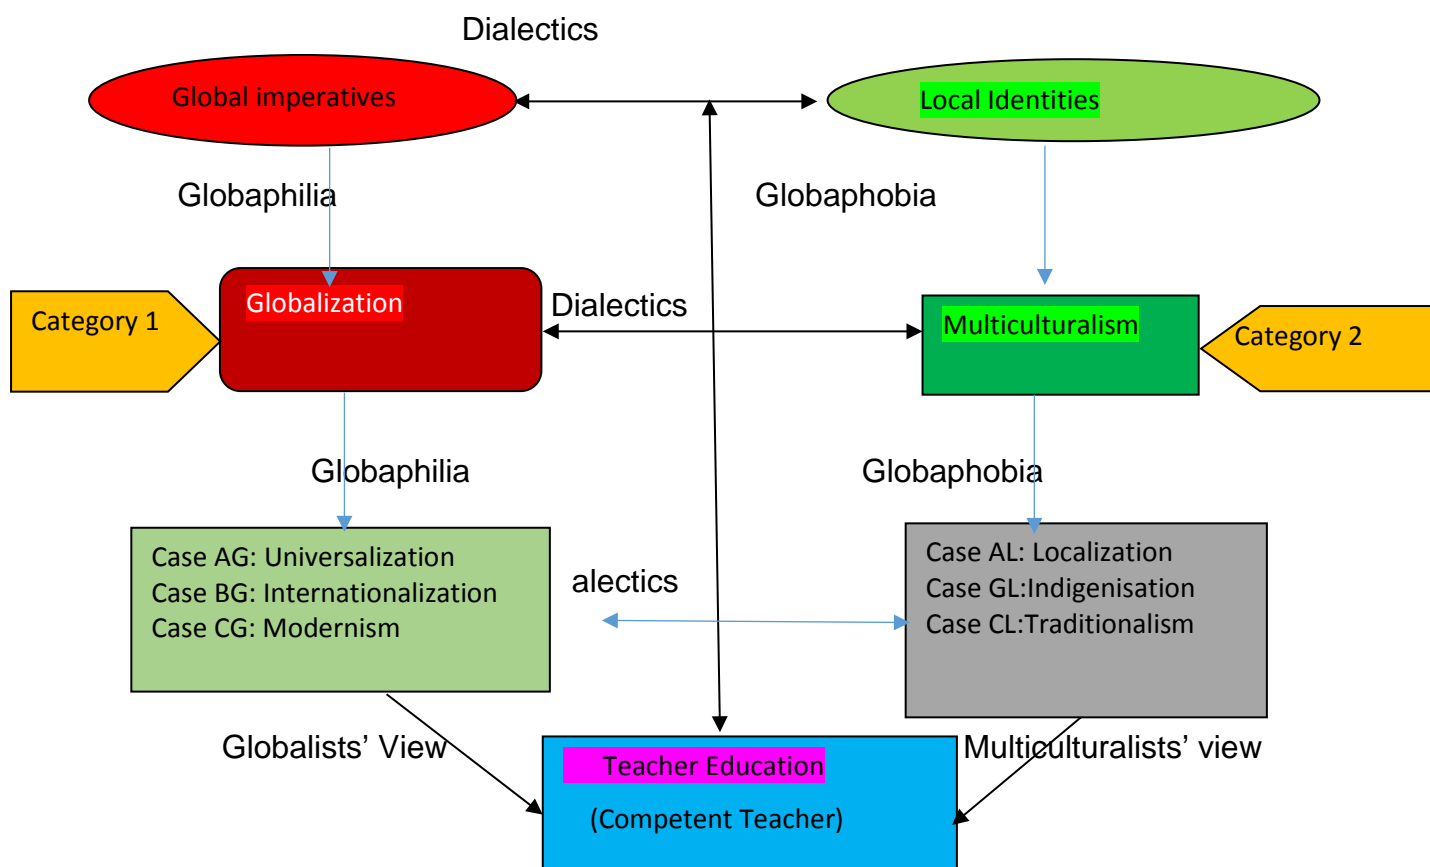 Dialectics
Global imperatives
Local Identities
Globaphilia
Globaphobia
Globalization
Dialectics
Multiculturalism
Category 1
Category 2
Globaphilia
Globaphobia
Case AG: Universalization
Case BG: Internationalization
Case CG: Modernism
alectics
Case AL: Localization
Case GL:Indigenisation
Case CL:Traditionalism
Globalists’ View
Multiculturalists’ view
Teacher Education
(Competent Teacher)